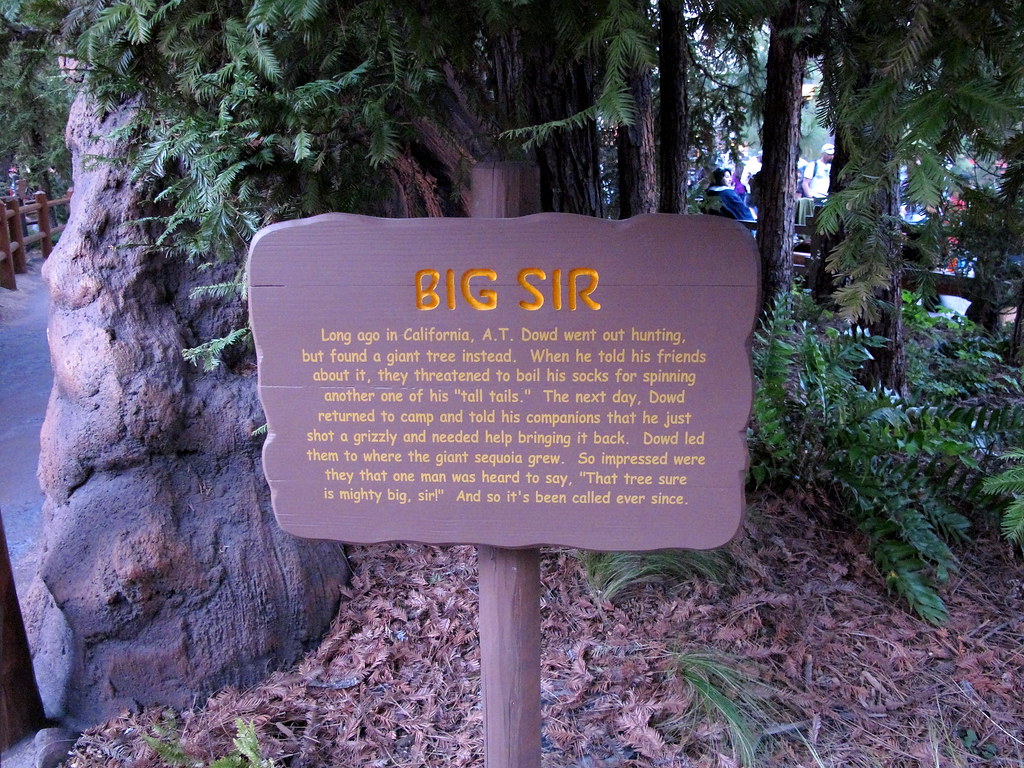 BIG SIR
Long ago in California, A.T. Dowd went out hunting,
but found a giant tree instead. When he told his friends
about it, they threatened to boil his socks for spinning
another one of his "tall tails." The next day, Dowd
returned to camp and told his companions that he just
shot a grizzly and needed help bringing it back. Dowd led
them to where the giant sequoia grew. So impressed were
they that one man was heard to say, "That tree sure
is mighty big, sir!" And so it's been called ever since.